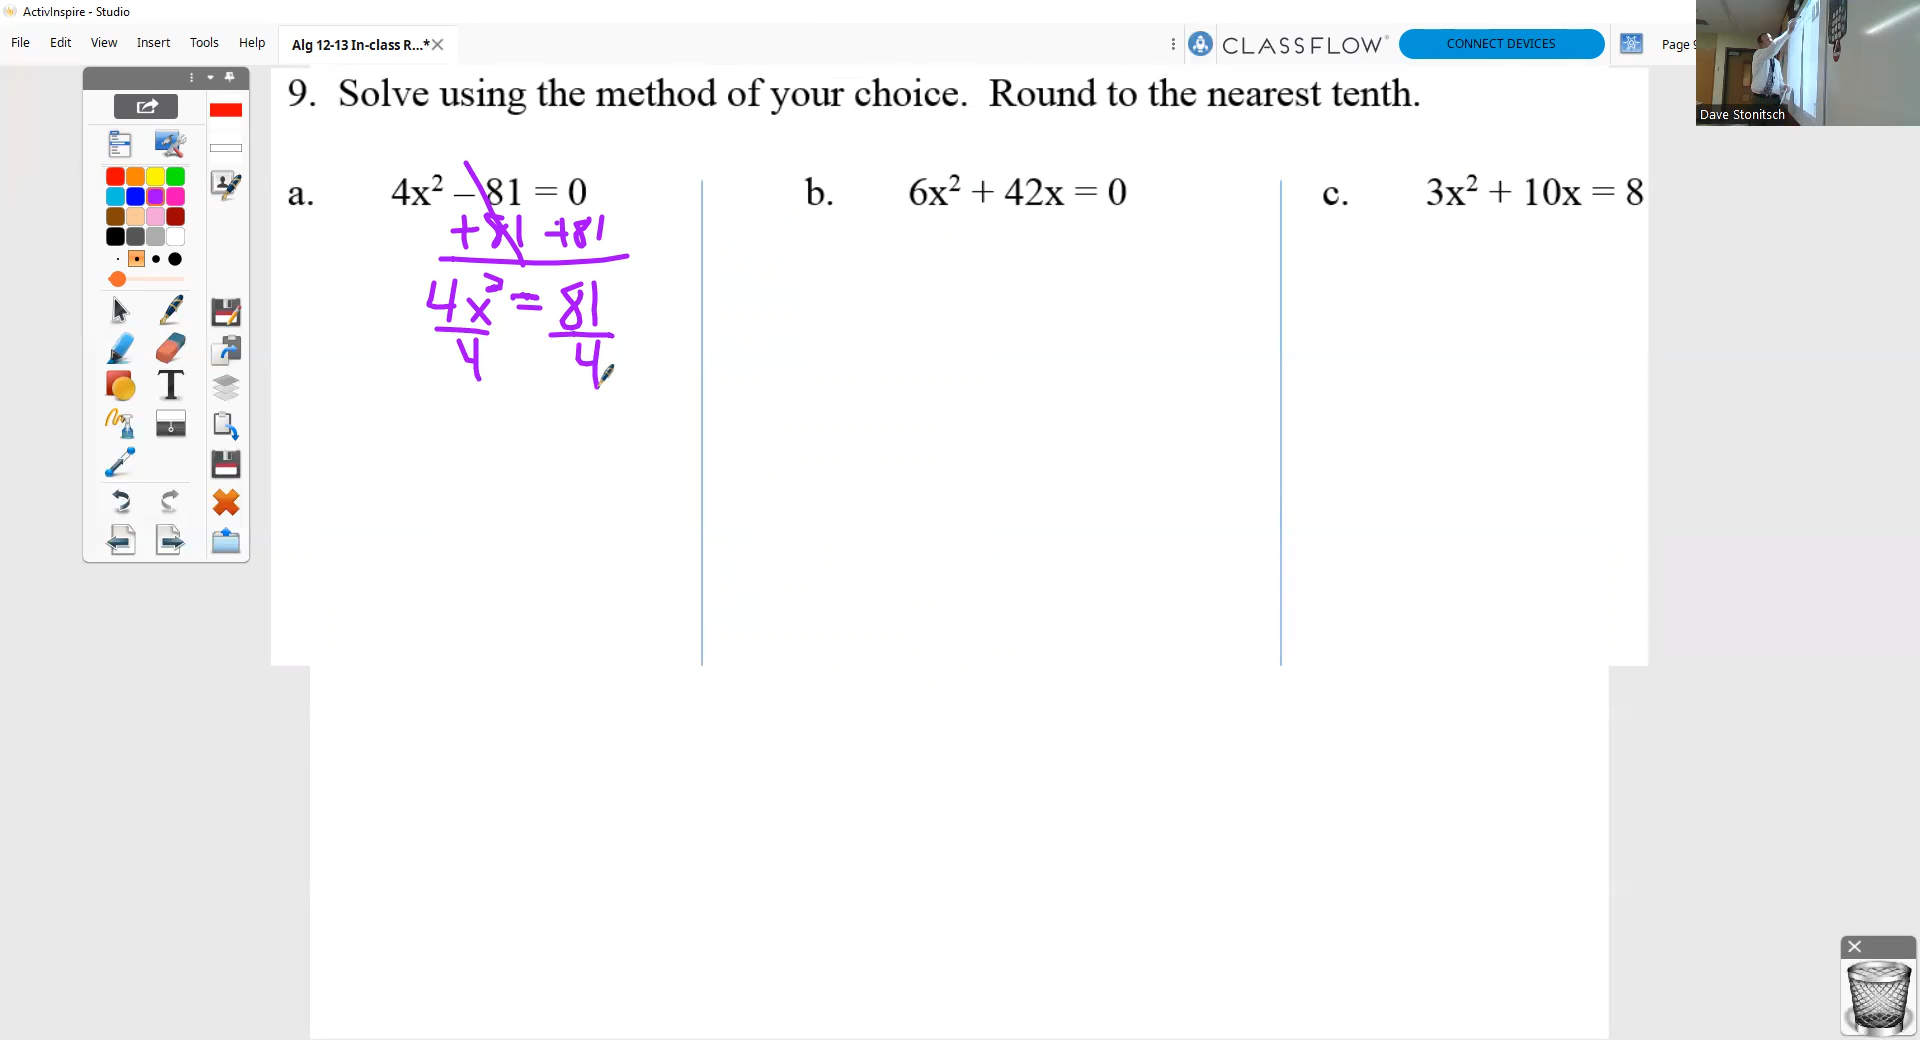 ActivInspire - Studio
File Edit View Insert Tools Help
Alg 12-13 In-class R...*
CLASSFLOW
CONNECT DEVICES
Page 9
Dave Stonitsch
9. Solve using the method of your choice. Round to the nearest tenth.
a. 4x² – 81 = 0
+81 +81
4x² = 81
4 4
b. 6x² + 42x = 0
c. 3x² + 10x = 8
T